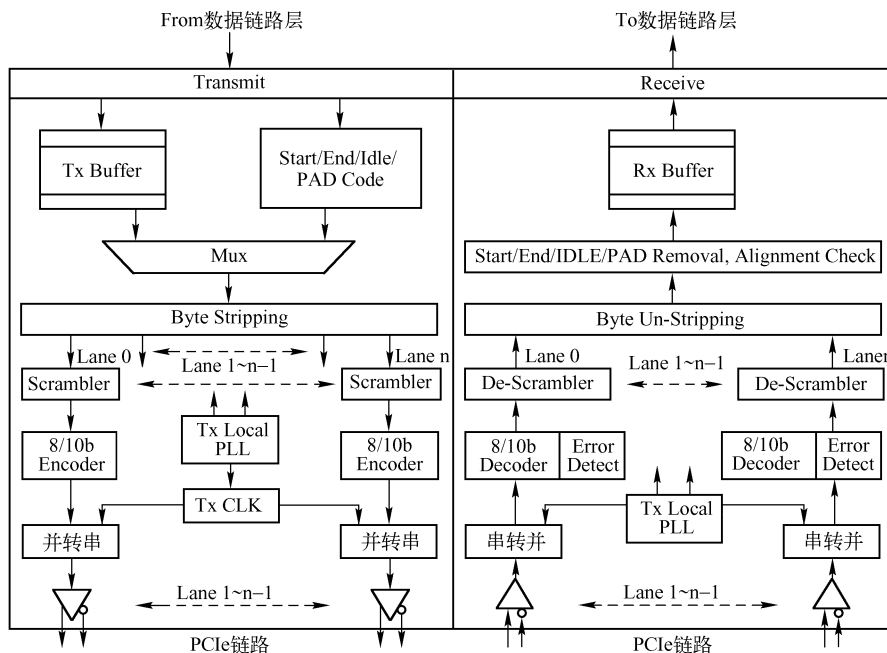 From数据链路层
To数据链路层
Transmit
Receive
Tx Buffer
Start/End/Idle/
PAD Code
Rx Buffer
Mux
Start/End/IDLE/PAD Removal, Alignment Check
Byte Stripping
Byte Un-Stripping
Lane 0
Lane 1~n–1
Lane n
Lane 0
Lane 1~n–1
Lanen
Scrambler
Scrambler
De-Scrambler
De-Scrambler
Tx Local
PLL
8/10b
Encoder
8/10b
Encoder
8/10b
Decoder
Error
Detect
8/10b
Decoder
Error
Detect
Tx CLK
Tx Local
PLL
并转串
并转串
串转并
串转并
Lane 1~n–1
Lane 1~n–1
PCIe链路
PCIe链路